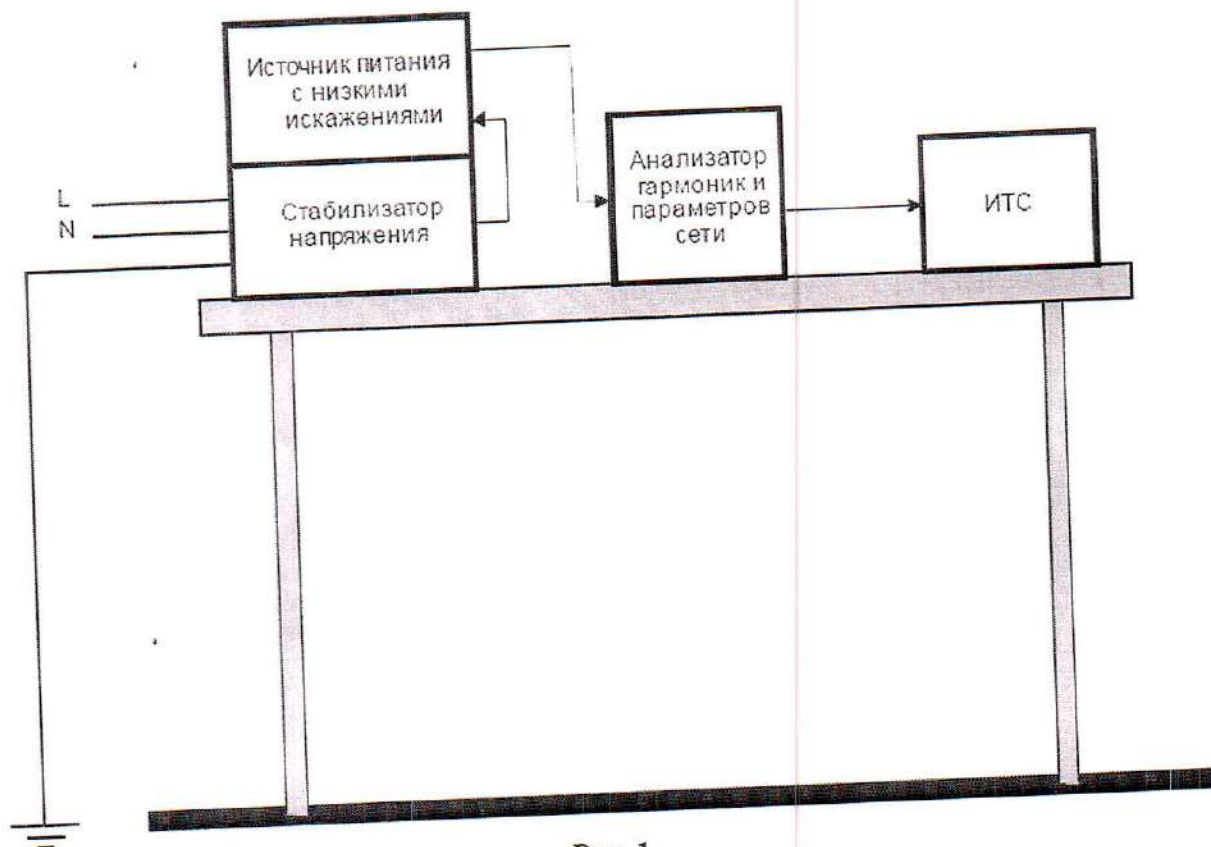 Источник питания
с низкими
искажениями
L
N
Стабилизатор
напряжения
Анализатор
гармоник и
параметров
сети
ИТС